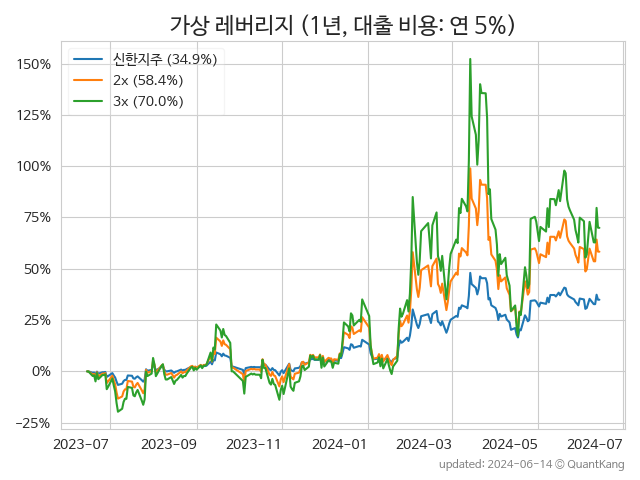 가상 레버리지 (1년, 대출 비용: 연 5%)
신한지주 (34.9%)
2x (58.4%)
3x (70.0%)
150%
125%
100%
75%
50%
25%
0%
−25%
2023-07 2023-09 2023-11 2024-01 2024-03 2024-05 2024-07
updated: 2024-06-14 © QuantKang